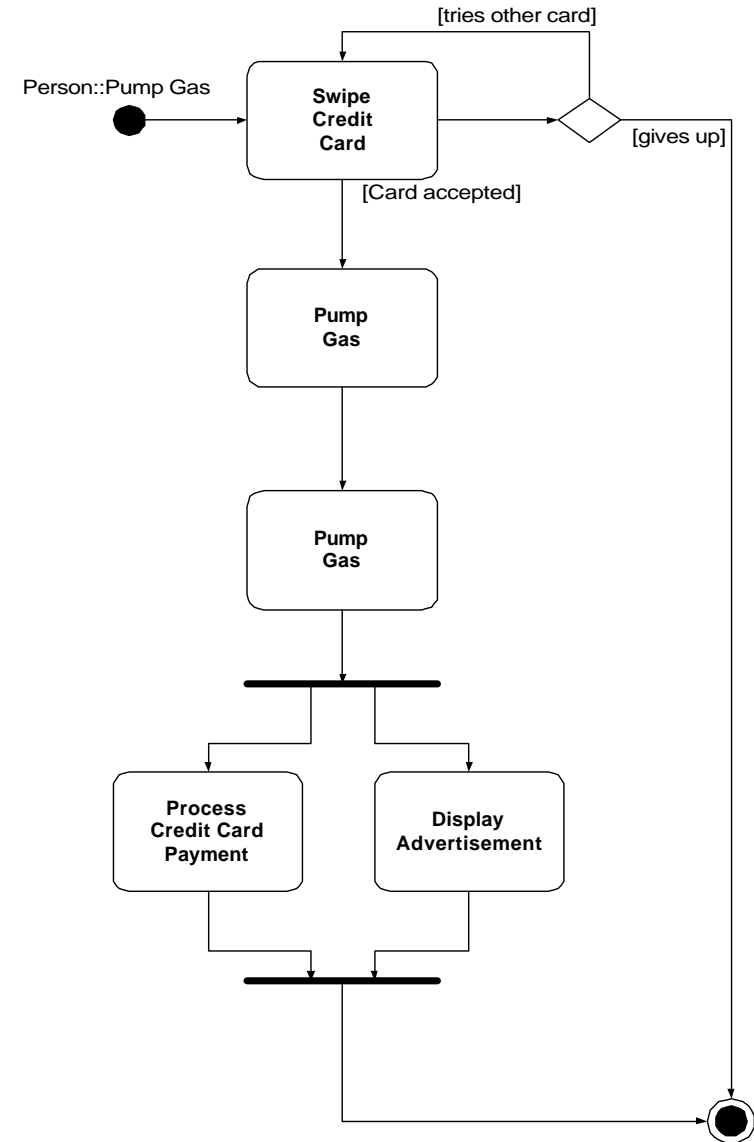 [tries other card]
Person::Pump Gas
Swipe
Credit
Card
[gives up]
[Card accepted]
Pump
Gas
Pump
Gas
Process
Credit Card
Payment
Display
Advertisement